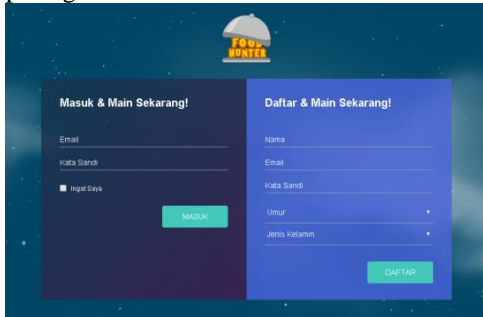 FOOD
HUNTER
Masuk & Main Sekarang!
Email
Kata Sandi
Ingat Saya
MASUK
Daftar & Main Sekarang!
Nama
Email
Kata Sandi
Umur
Jenis Kelamin
DAFTAR